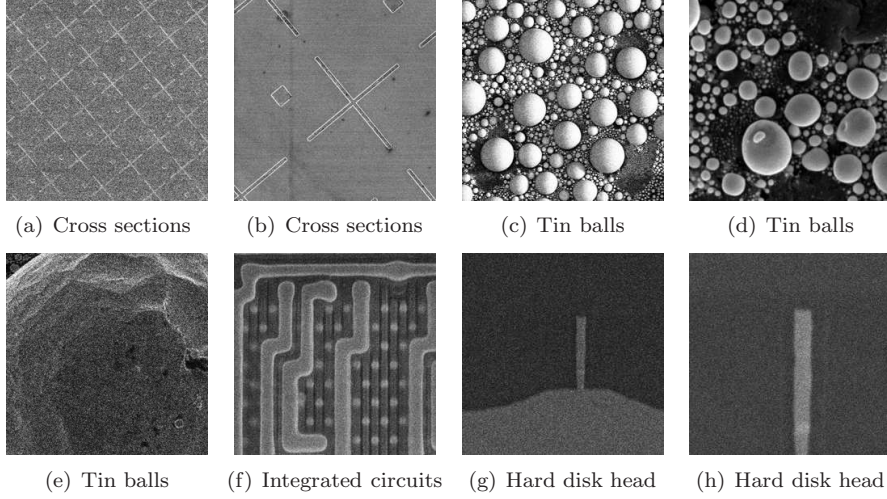 (a) Cross sections
(b) Cross sections
(c) Tin balls
(d) Tin balls
(e) Tin balls
(f) Integrated circuits
(g) Hard disk head
(h) Hard disk head